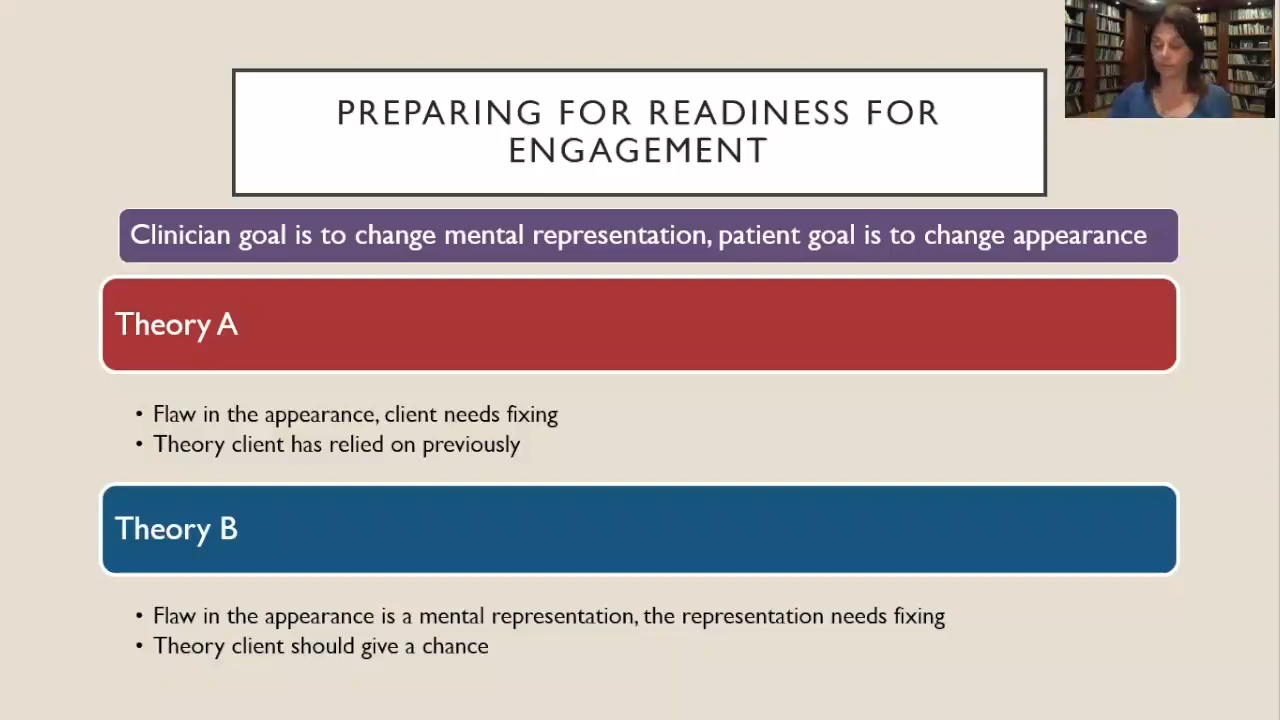 PREPARING FOR READINESS FOR
ENGAGEMENT
Clinician goal is to change mental representation, patient goal is to change appearance
Theory A
• Flaw in the appearance, client needs fixing
• Theory client has relied on previously
Theory B
• Flaw in the appearance is a mental representation, the representation needs fixing
• Theory client should give a chance